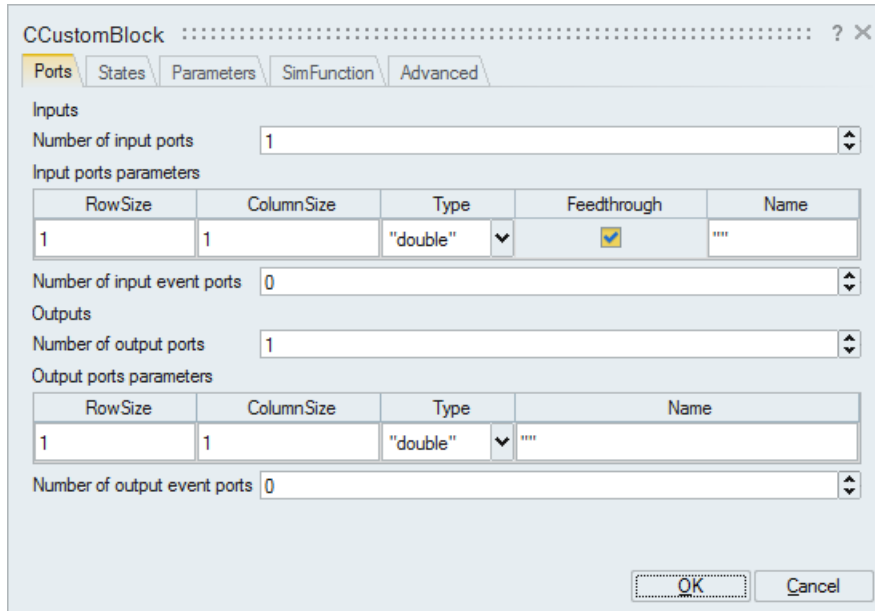 CCustomBlock ? ×
Ports States Parameters SimFunction Advanced
Inputs
Number of input ports 1
Input ports parameters
RowSize ColumnSize Type Feedthrough Name
1 1 "double" ""
Number of input event ports 0
Outputs
Number of output ports 1
Output ports parameters
RowSize ColumnSize Type Name
1 1 "double" ""
Number of output event ports 0
OK Cancel